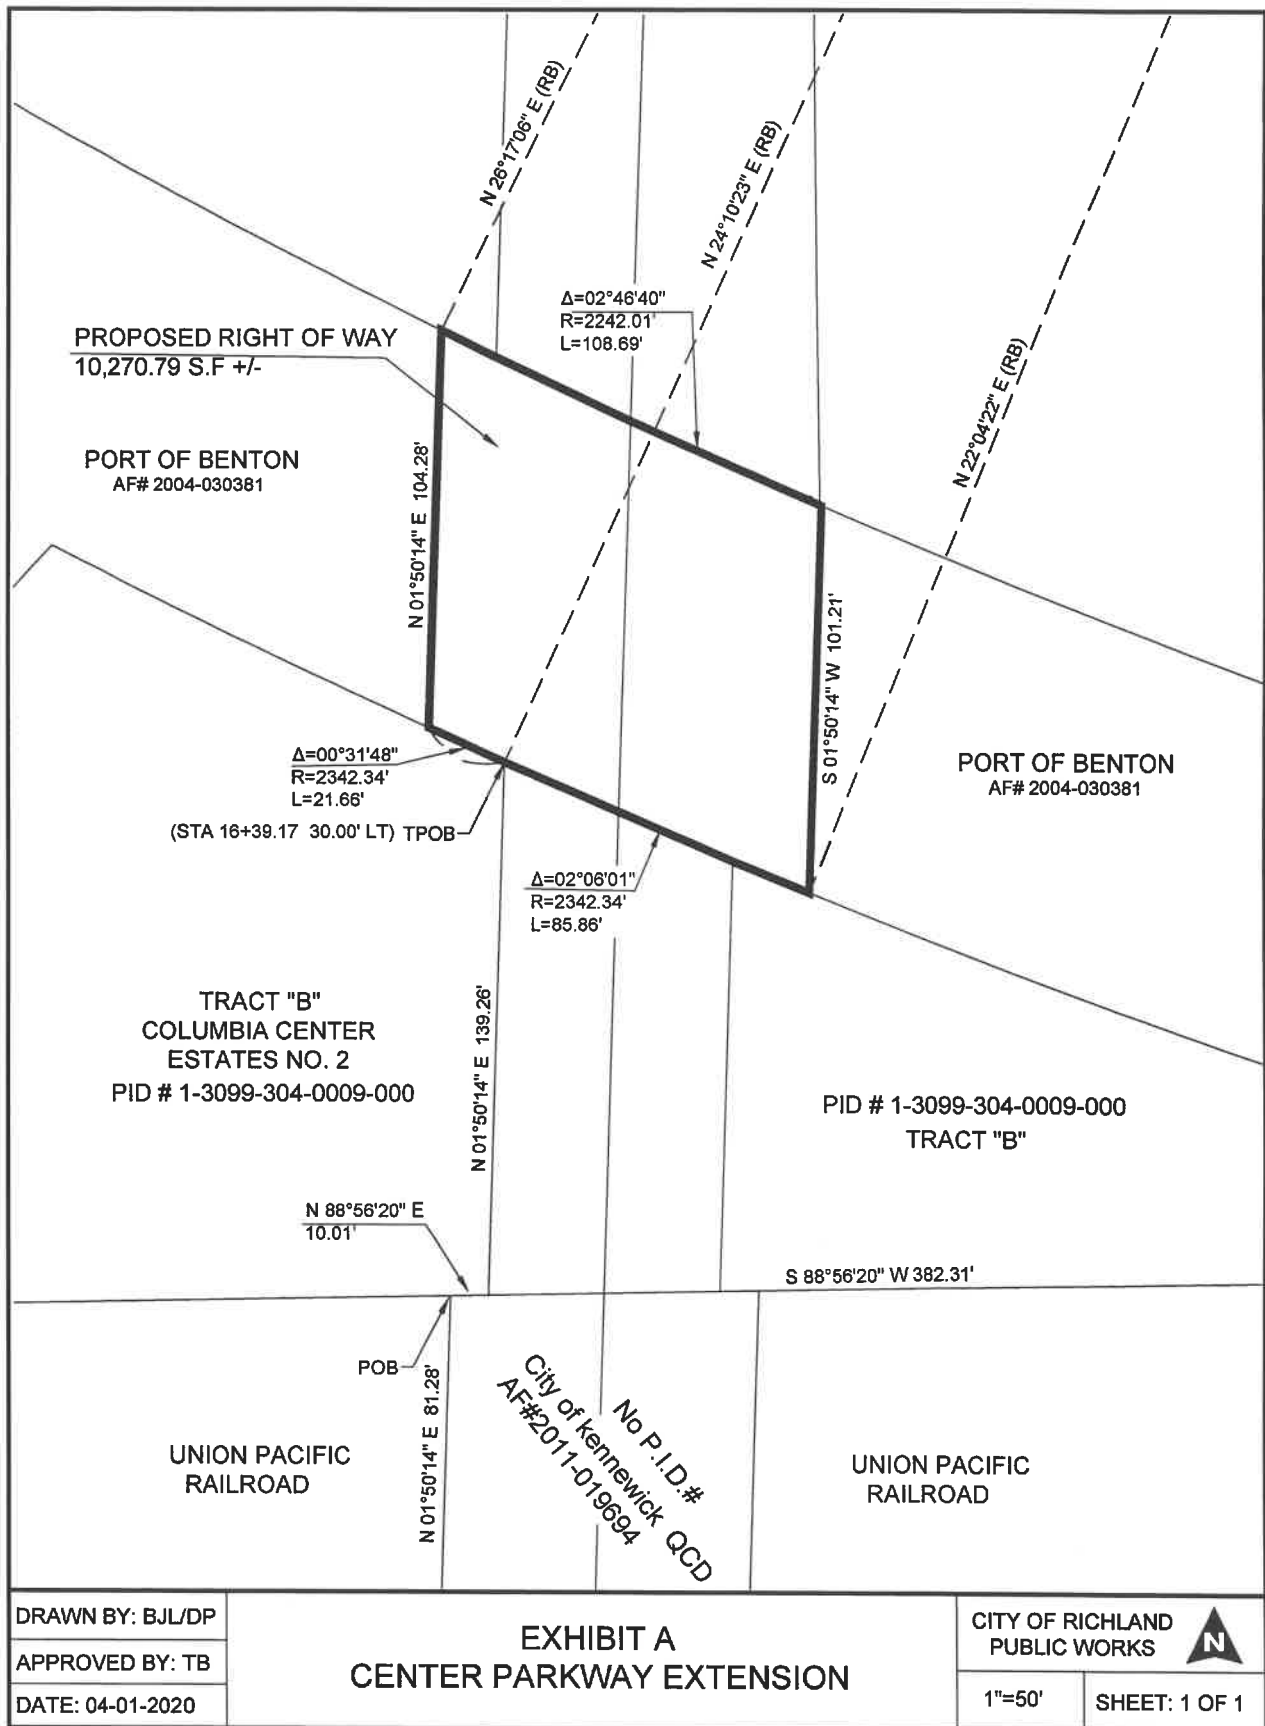 N 26°17'06" E (RB)
N 24°10'23" E (RB)
N 22°04'22" E (RB)
Δ=02°46'40"
R=2242.01'
L=108.69'
PROPOSED RIGHT OF WAY
10,270.79 S.F +/-
PORT OF BENTON
AF# 2004-030381
N 01°50'14" E 104.28'
S 01°50'14" W 101.21'
Δ=00°31'48"
R=2342.34'
L=21.66'
(STA 16+39.17 30.00' LT) TPOB
PORT OF BENTON
AF# 2004-030381
Δ=02°06'01"
R=2342.34'
L=85.86'
TRACT "B"
COLUMBIA CENTER
ESTATES NO. 2
PID # 1-3099-304-0009-000
N 01°50'14" E 139.26'
PID # 1-3099-304-0009-000
TRACT "B"
N 88°56'20" E
10.01'
S 88°56'20" W 382.31'
POB
N 01°50'14" E 81.28'
No P.I.D.#
City of kennewick QCD
AF#2011-019694
UNION PACIFIC
RAILROAD
UNION PACIFIC
RAILROAD
DRAWN BY: BJL/DP
APPROVED BY: TB
DATE: 04-01-2020
EXHIBIT A
CENTER PARKWAY EXTENSION
CITY OF RICHLAND
PUBLIC WORKS
N
1"=50'
SHEET: 1 OF 1